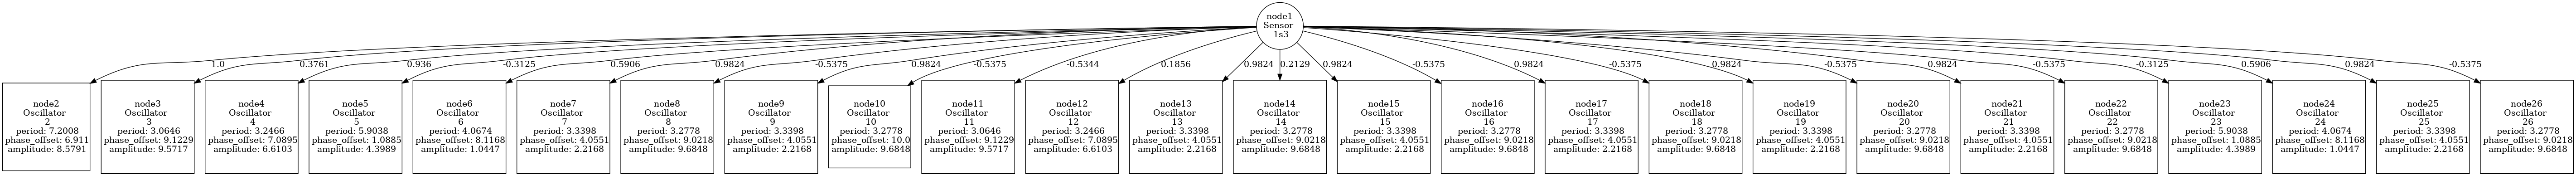 node1
Sensor
1s3
1.0
0.3761
0.936
-0.3125
0.5906
0.9824
-0.5375
0.9824
-0.5375
-0.5344
0.1856
0.9824
0.2129
0.9824
-0.5375
0.9824
-0.5375
0.9824
-0.5375
0.9824
-0.5375
-0.3125
0.5906
0.9824
-0.5375
node2
Oscillator
2
period: 7.2008
phase_offset: 6.911
amplitude: 8.5791
node3
Oscillator
3
period: 3.0646
phase_offset: 9.1229
amplitude: 9.5717
node4
Oscillator
4
period: 3.2466
phase_offset: 7.0895
amplitude: 6.6103
node5
Oscillator
5
period: 5.9038
phase_offset: 1.0885
amplitude: 4.3989
node6
Oscillator
6
period: 4.0674
phase_offset: 8.1168
amplitude: 1.0447
node7
Oscillator
7
period: 3.3398
phase_offset: 4.0551
amplitude: 2.2168
node8
Oscillator
8
period: 3.2778
phase_offset: 9.0218
amplitude: 9.6848
node9
Oscillator
9
period: 3.3398
phase_offset: 4.0551
amplitude: 2.2168
node10
Oscillator
10
period: 3.2778
phase_offset: 10.0
amplitude: 9.6848
node11
Oscillator
11
period: 3.0646
phase_offset: 9.1229
amplitude: 9.5717
node12
Oscillator
12
period: 3.2466
phase_offset: 7.0895
amplitude: 6.6103
node13
Oscillator
13
period: 3.3398
phase_offset: 4.0551
amplitude: 2.2168
node14
Oscillator
14
period: 3.2778
phase_offset: 9.0218
amplitude: 9.6848
node15
Oscillator
15
period: 3.3398
phase_offset: 4.0551
amplitude: 2.2168
node16
Oscillator
16
period: 3.2778
phase_offset: 9.0218
amplitude: 9.6848
node17
Oscillator
17
period: 3.3398
phase_offset: 4.0551
amplitude: 2.2168
node18
Oscillator
18
period: 3.2778
phase_offset: 9.0218
amplitude: 9.6848
node19
Oscillator
19
period: 3.3398
phase_offset: 4.0551
amplitude: 2.2168
node20
Oscillator
20
period: 3.2778
phase_offset: 9.0218
amplitude: 9.6848
node21
Oscillator
21
period: 3.3398
phase_offset: 4.0551
amplitude: 2.2168
node22
Oscillator
22
period: 3.2778
phase_offset: 9.0218
amplitude: 9.6848
node23
Oscillator
23
period: 5.9038
phase_offset: 1.0885
amplitude: 4.3989
node24
Oscillator
24
period: 4.0674
phase_offset: 8.1168
amplitude: 1.0447
node25
Oscillator
25
period: 3.3398
phase_offset: 4.0551
amplitude: 2.2168
node26
Oscillator
26
period: 3.2778
phase_offset: 9.0218
amplitude: 9.6848